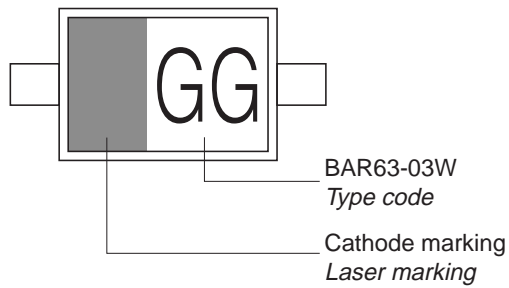 GG
BAR63-03W
Type code
Cathode marking
Laser marking